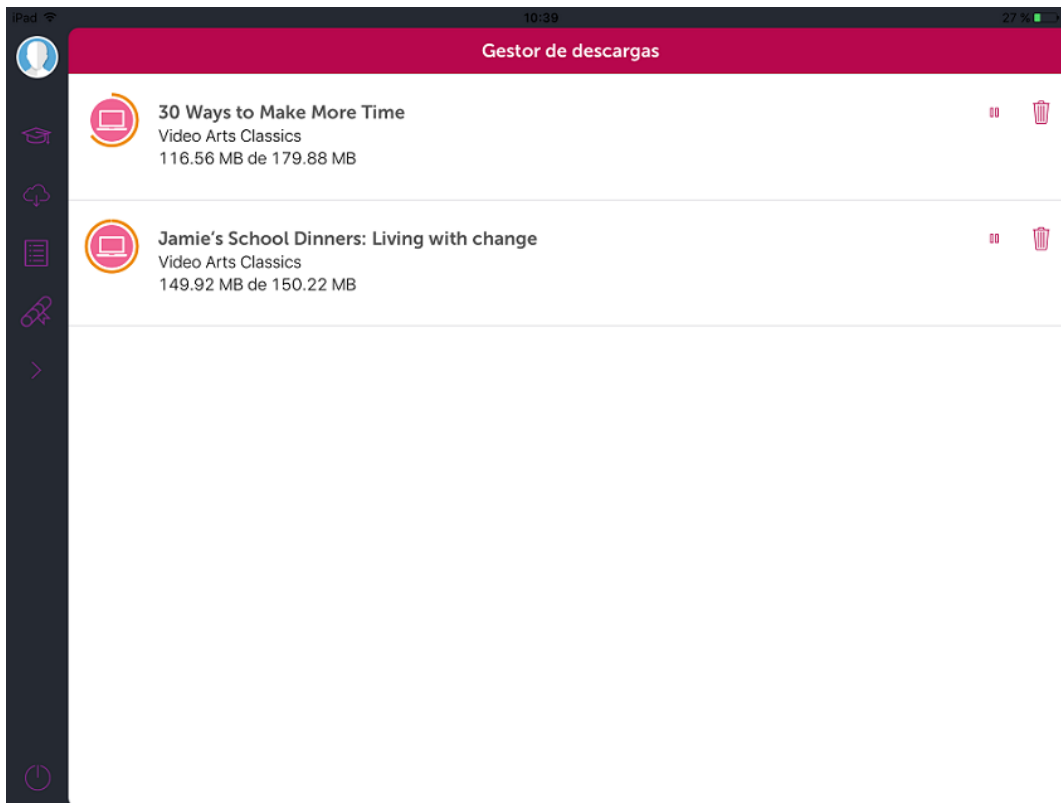 iPad 10:39 27 %
Gestor de descargas
30 Ways to Make More Time
Video Arts Classics
116.56 MB de 179.88 MB
Jamie’s School Dinners: Living with change
Video Arts Classics
149.92 MB de 150.22 MB